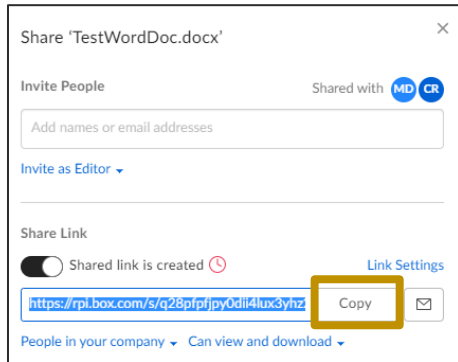 Share 'TestWordDoc.docx'
Invite People Shared with MD CR
Add names or email addresses
Invite as Editor
Share Link
Shared link is created Link Settings
https://rpi.box.com/s/q28pfpfjpy0dii4lux3yhz Copy
People in your company Can view and download